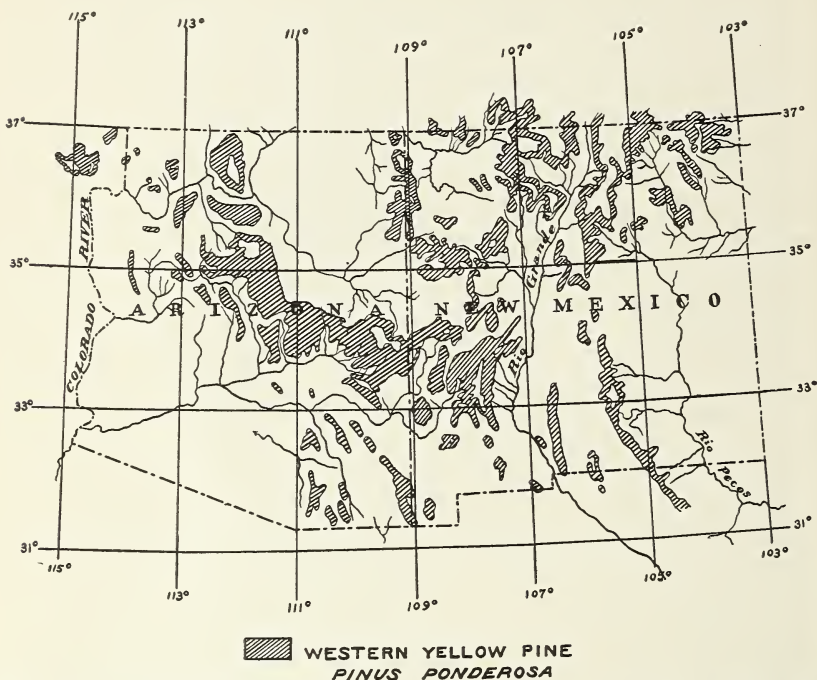 115° 113° 111° 109° 107° 105° 103°
37° 37°
35° 35°
RIVER
COLORADO
ARIZONA NEW MEXICO
Grande
Rio
33° 33°
Rio Pecos
31° 31°
115° 113° 111° 109° 107° 105° 103°
WESTERN YELLOW PINE
PINUS PONDEROSA